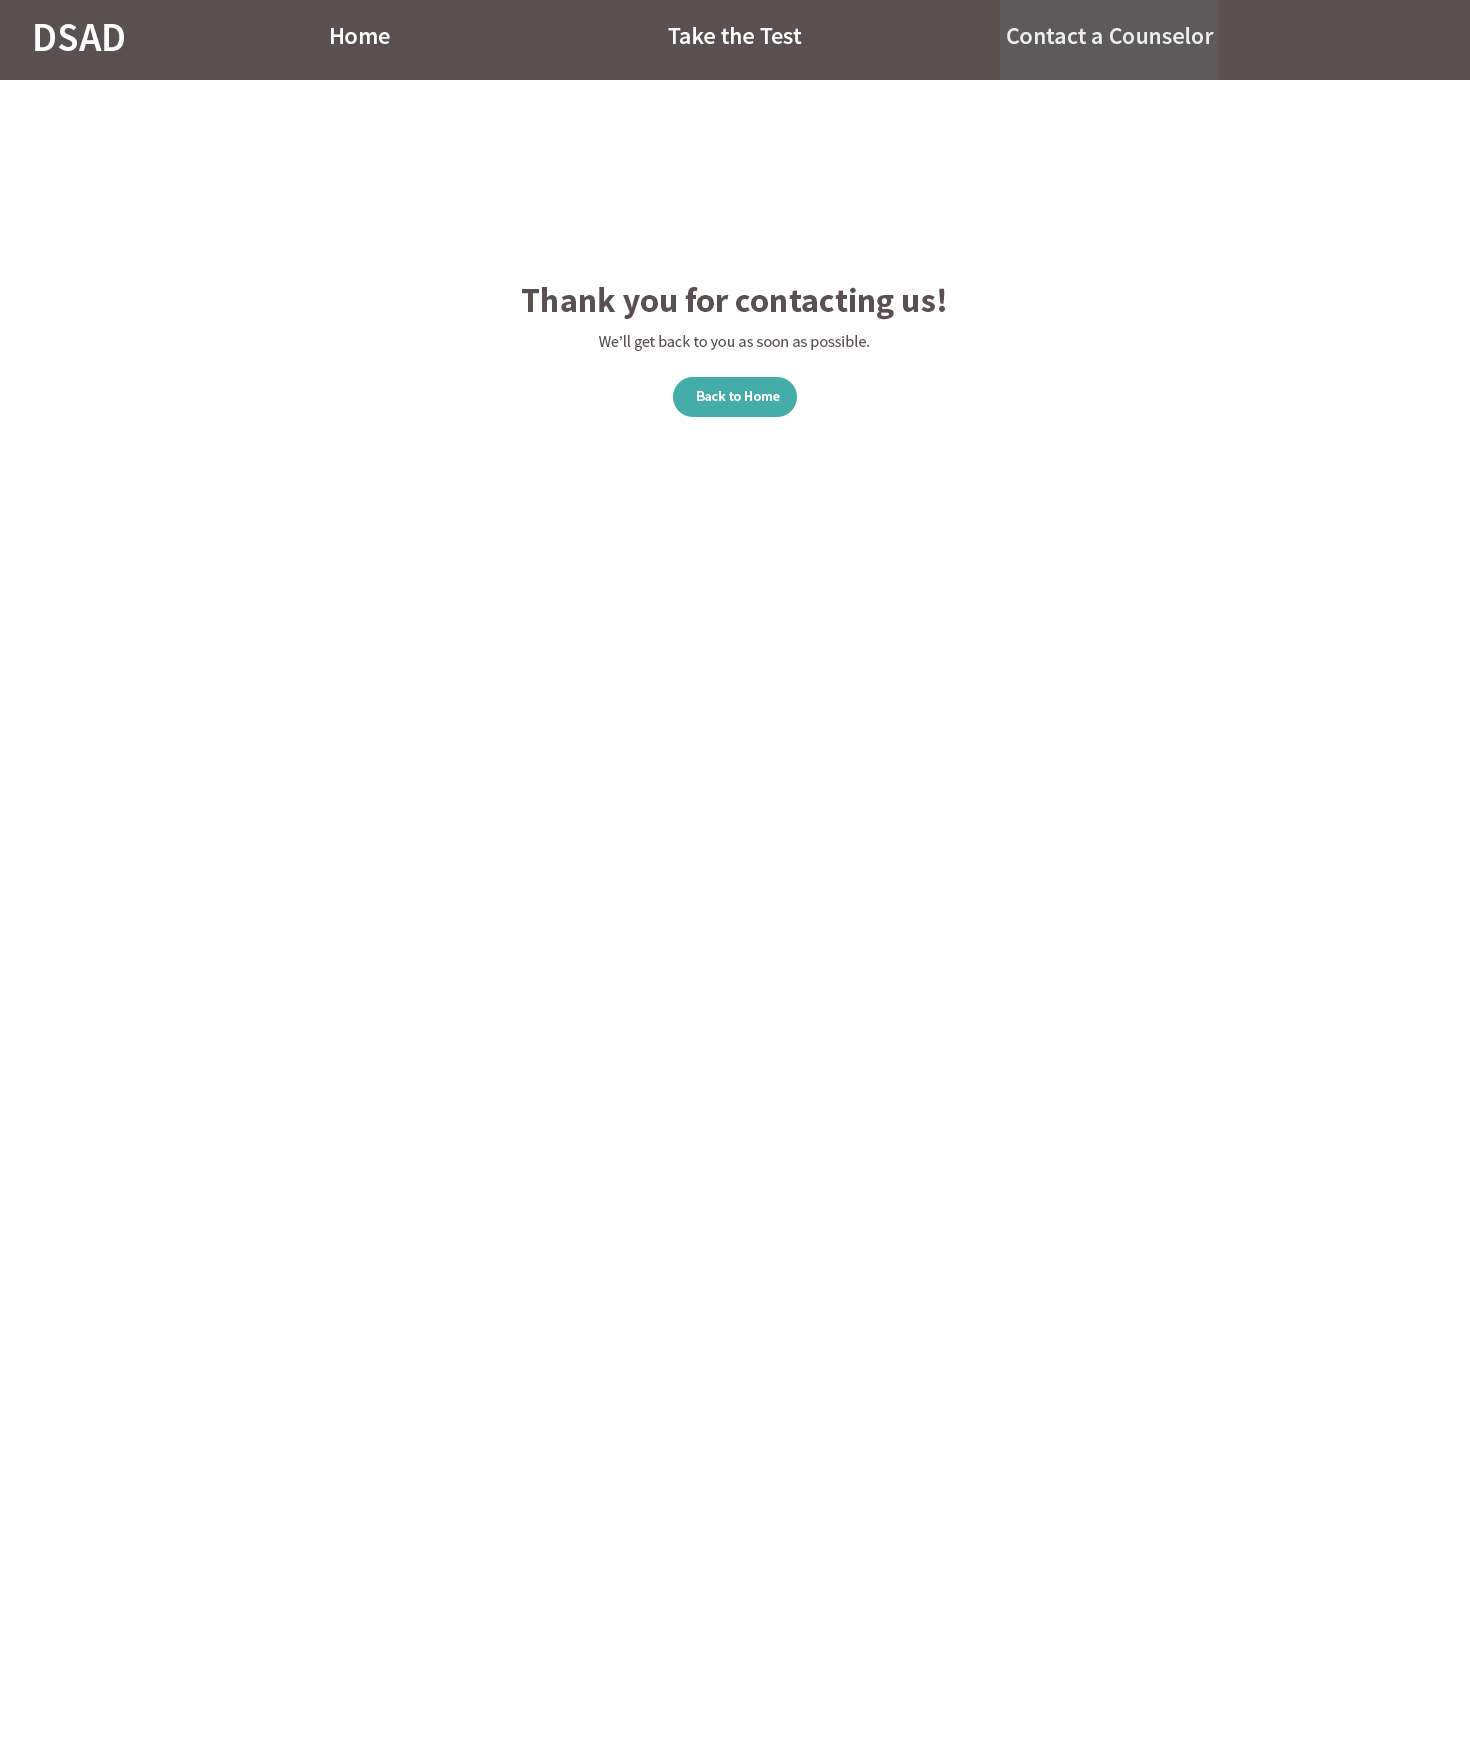 DSAD
Home
Take the Test
Contact a Counselor
Thank you for contacting us!
We’ll get back to you as soon as possible.
Back to Home